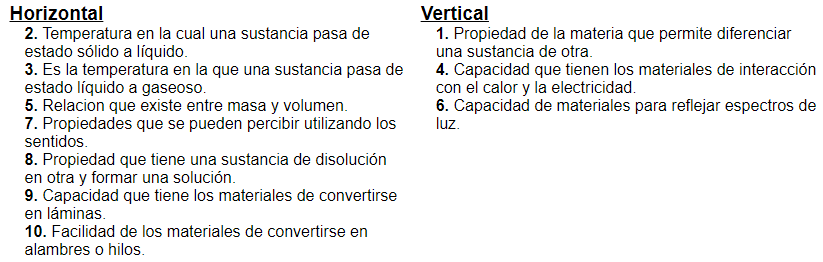 Horizontal
2. Temperatura en la cual una sustancia pasa de
estado sólido a líquido.
3. Es la temperatura en la que una sustancia pasa de
estado líquido a gaseoso.
5. Relacion que existe entre masa y volumen.
7. Propiedades que se pueden percibir utilizando los
sentidos.
8. Propiedad que tiene una sustancia de disolución
en otra y formar una solución.
9. Capacidad que tiene los materiales de convertirse
en láminas.
10. Facilidad de los materiales de convertirse en
alambres o hilos.
Vertical
1. Propiedad de la materia que permite diferenciar
una sustancia de otra.
4. Capacidad que tienen los materiales de interacción
con el calor y la electricidad.
6. Capacidad de materiales para reflejar espectros de
luz.